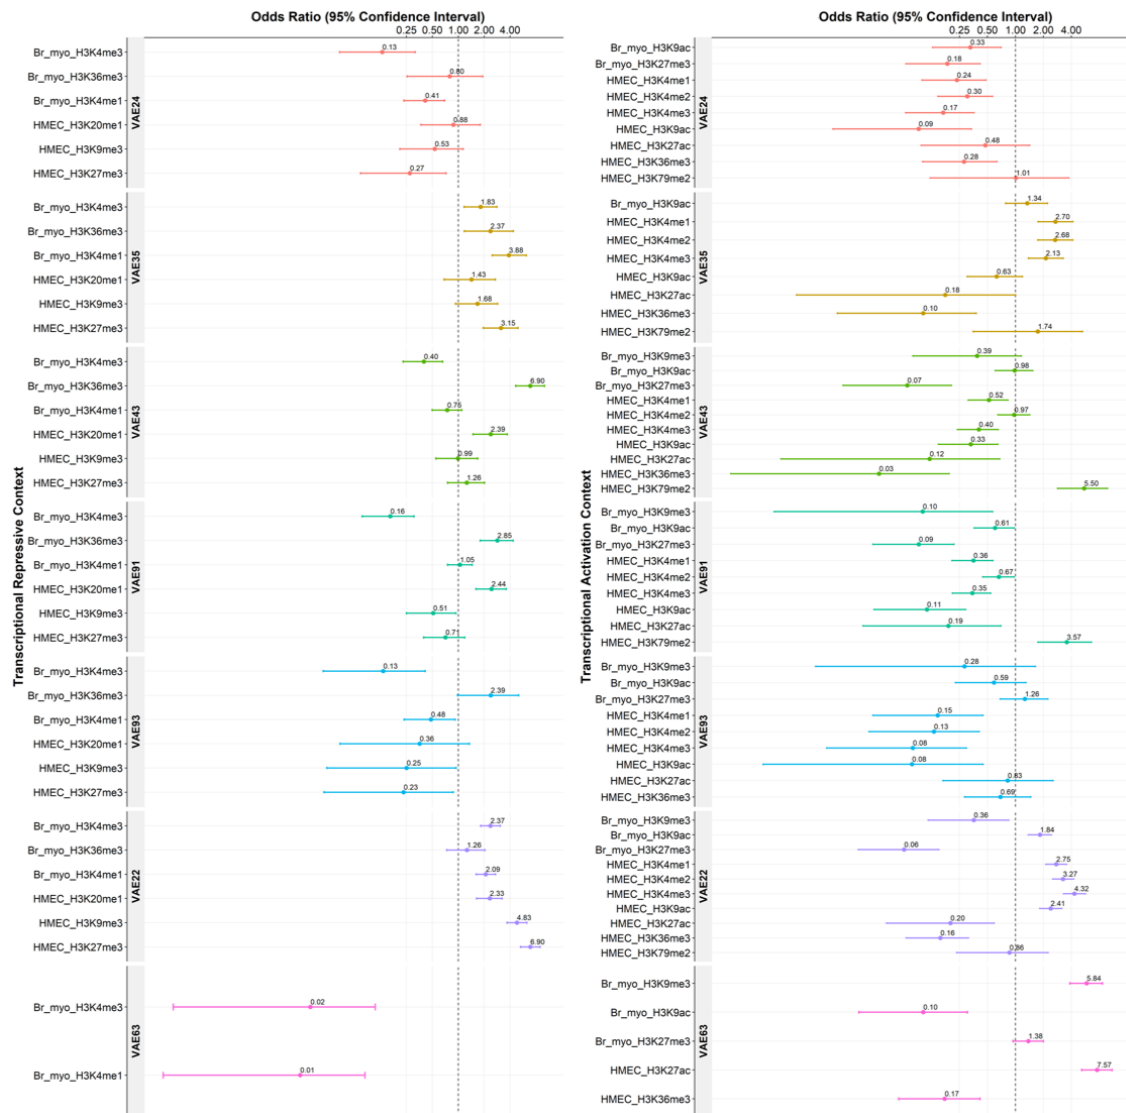 Odds Ratio (95% Confidence Interval)
0.25 0.50 1.00 2.00 4.00
Transcriptional Repressive Context
VAE24
Br_myo_H3K4me3 0.13
Br_myo_H3K36me3 0.80
Br_myo_H3K4me1 0.41
HMEC_H3K20me1 0.88
HMEC_H3K9me3 0.53
HMEC_H3K27me3 0.27
VAE35
Br_myo_H3K4me3 1.83
Br_myo_H3K36me3 2.37
Br_myo_H3K4me1 3.88
HMEC_H3K20me1 1.43
HMEC_H3K9me3 1.68
HMEC_H3K27me3 3.15
VAE43
Br_myo_H3K4me3 0.40
Br_myo_H3K36me3 6.90
Br_myo_H3K4me1 0.75
HMEC_H3K20me1 2.39
HMEC_H3K9me3 0.99
HMEC_H3K27me3 1.26
VAE91
Br_myo_H3K4me3 0.16
Br_myo_H3K36me3 2.85
Br_myo_H3K4me1 1.05
HMEC_H3K20me1 2.44
HMEC_H3K9me3 0.51
HMEC_H3K27me3 0.71
VAE93
Br_myo_H3K4me3 0.13
Br_myo_H3K36me3 2.39
Br_myo_H3K4me1 0.48
HMEC_H3K20me1 0.36
HMEC_H3K9me3 0.25
HMEC_H3K27me3 0.23
VAE22
Br_myo_H3K4me3 2.37
Br_myo_H3K36me3 1.26
Br_myo_H3K4me1 2.09
HMEC_H3K20me1 2.33
HMEC_H3K9me3 4.83
HMEC_H3K27me3 6.90
VAE63
Br_myo_H3K4me3 0.02
Br_myo_H3K4me1 0.01
Odds Ratio (95% Confidence Interval)
0.25 0.50 1.00 2.00 4.00
Transcriptional Activation Context
VAE24
Br_myo_H3K9ac 0.33
Br_myo_H3K27me3 0.18
HMEC_H3K4me1 0.24
HMEC_H3K4me2 0.30
HMEC_H3K4me3 0.17
HMEC_H3K9ac 0.09
HMEC_H3K27ac 0.48
HMEC_H3K36me3 0.28
HMEC_H3K79me2 1.01
VAE35
Br_myo_H3K9ac 1.34
HMEC_H3K4me1 2.70
HMEC_H3K4me2 2.68
HMEC_H3K4me3 2.13
HMEC_H3K9ac 0.63
HMEC_H3K27ac 0.18
HMEC_H3K36me3 0.10
HMEC_H3K79me2 1.74
VAE43
Br_myo_H3K9me3 0.39
Br_myo_H3K9ac 0.98
Br_myo_H3K27me3 0.07
HMEC_H3K4me1 0.52
HMEC_H3K4me2 0.97
HMEC_H3K4me3 0.40
HMEC_H3K9ac 0.33
HMEC_H3K27ac 0.12
HMEC_H3K36me3 0.03
HMEC_H3K79me2 5.50
VAE91
Br_myo_H3K9me3 0.10
Br_myo_H3K9ac 0.61
Br_myo_H3K27me3 0.09
HMEC_H3K4me1 0.36
HMEC_H3K4me2 0.67
HMEC_H3K4me3 0.35
HMEC_H3K9ac 0.11
HMEC_H3K27ac 0.19
HMEC_H3K79me2 3.57
VAE93
Br_myo_H3K9me3 0.28
Br_myo_H3K9ac 0.59
Br_myo_H3K27me3 1.26
HMEC_H3K4me1 0.15
HMEC_H3K4me2 0.13
HMEC_H3K4me3 0.08
HMEC_H3K9ac 0.08
HMEC_H3K27ac 0.83
HMEC_H3K36me3 0.69
VAE22
Br_myo_H3K9me3 0.36
Br_myo_H3K9ac 1.84
Br_myo_H3K27me3 0.06
HMEC_H3K4me1 2.75
HMEC_H3K4me2 3.27
HMEC_H3K4me3 4.32
HMEC_H3K9ac 2.41
HMEC_H3K27ac 0.20
HMEC_H3K36me3 0.16
HMEC_H3K79me2 0.86
VAE63
Br_myo_H3K9me3 5.84
Br_myo_H3K9ac 0.10
Br_myo_H3K27me3 1.38
HMEC_H3K27ac 7.57
HMEC_H3K36me3 0.17